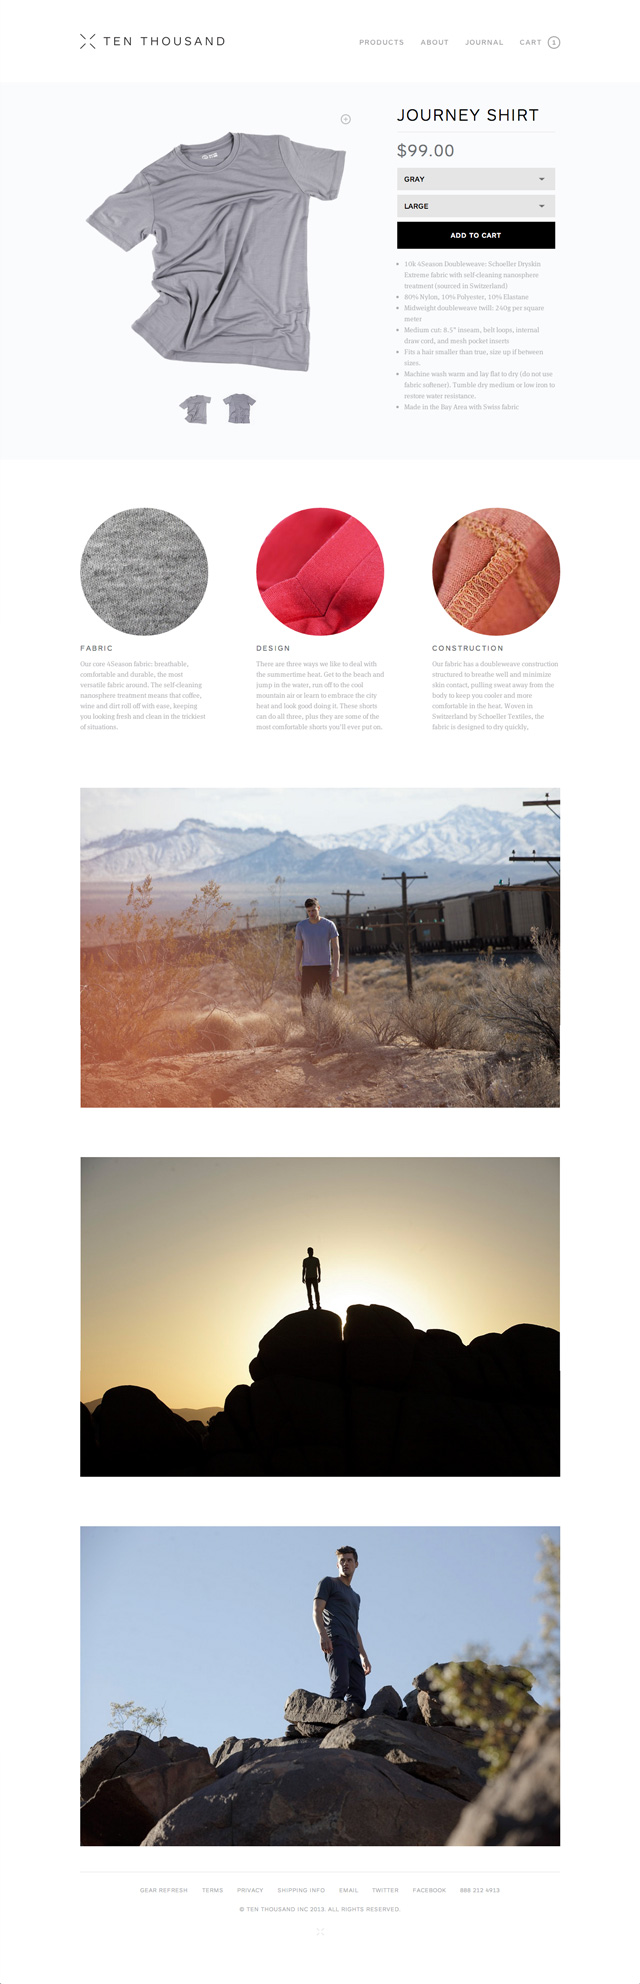 TEN THOUSAND
PRODUCTS ABOUT JOURNAL CART 1
JOURNEY SHIRT
$99.00
GRAY
LARGE
ADD TO CART
10k 4Season Doubleweave: Schoeller Dryskin
Extreme fabric with self-cleaning nanosphere
treatment (sourced in Switzerland)
80% Nylon, 10% Polyester, 10% Elastane
Midweight doubleweave twill: 240g per square
meter
Medium cut: 8.5" inseam, belt loops, internal
draw cord, and mesh pocket inserts
Fits a hair smaller than true, size up if between
sizes.
Machine wash warm and lay flat to dry (do not use
fabric softener). Tumble dry medium or low iron to
restore water resistance.
Made in the Bay Area with Swiss fabric
FABRIC
Our core 4Season fabric: breathable,
comfortable and durable, the most
versatile fabric around. The self-cleaning
nanosphere treatment means that coffee,
wine and dirt roll off with ease, keeping
you looking fresh and clean in the trickiest
of situations.
DESIGN
There are three ways we like to deal with
the summertime heat. Get to the beach and
jump in the water, run off to the cool
mountain air or learn to embrace the city
heat and look good doing it. These shorts
can do all three, plus they are some of the
most comfortable shorts you'll ever put on.
CONSTRUCTION
Our fabric has a doubleweave construction
structured to breathe well and minimize
skin contact, pulling sweat away from the
body to keep you cooler and more
comfortable in the heat. Woven in
Switzerland by Schoeller Textiles, the
fabric is designed to dry quickly,
GEAR REFRESH TERMS PRIVACY SHIPPING INFO EMAIL TWITTER FACEBOOK 888 212 4913
© TEN THOUSAND INC 2013. ALL RIGHTS RESERVED.